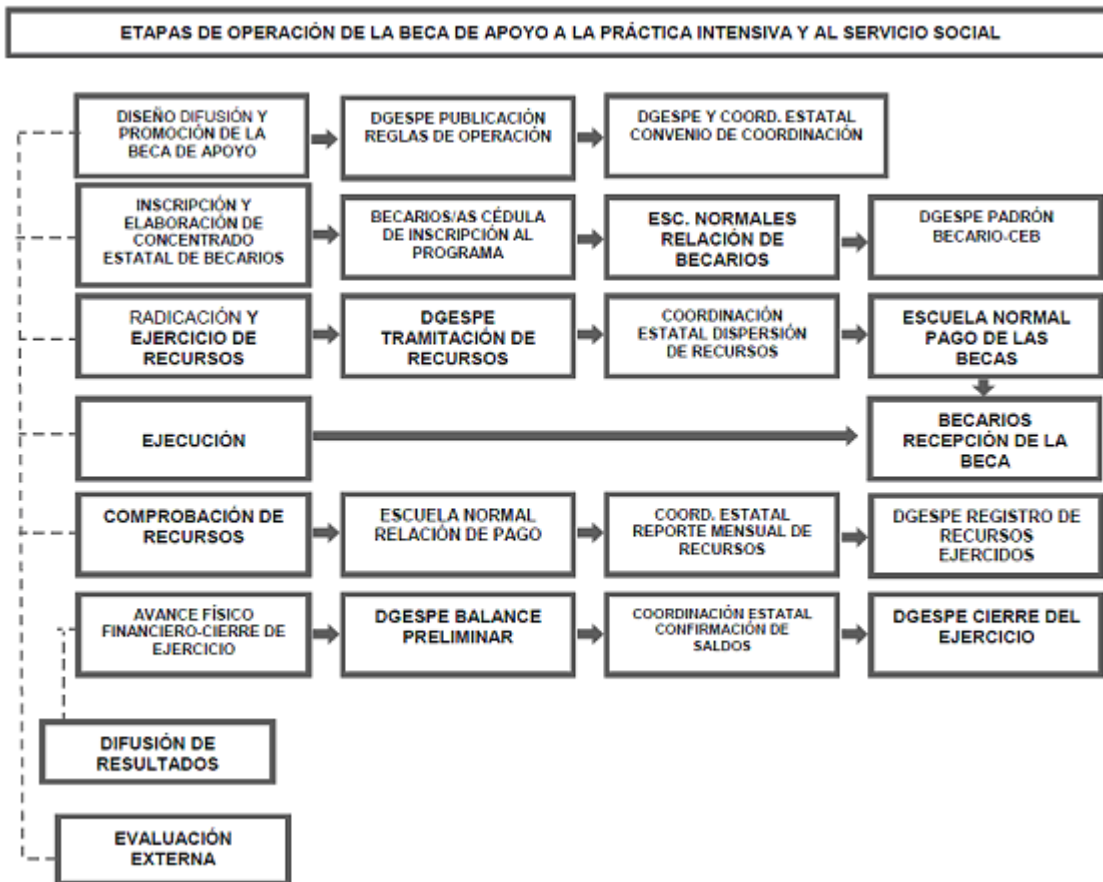 ETAPAS DE OPERACIÓN DE LA BECA DE APOYO A LA PRÁCTICA INTENSIVA Y AL SERVICIO SOCIAL
DISEÑO DIFUSIÓN Y
PROMOCIÓN DE LA
BECA DE APOYO
DGESPE PUBLICACIÓN
REGLAS DE OPERACIÓN
DGESPE Y COORD. ESTATAL
CONVENIO DE COORDINACIÓN
INSCRIPCIÓN Y
ELABORACIÓN DE
CONCENTRADO
ESTATAL DE BECARIOS
BECARIOS/AS CÉDULA
DE INSCRIPCIÓN AL
PROGRAMA
ESC. NORMALES
RELACIÓN DE
BECARIOS
DGESPE PADRÓN
BECARIO-CEB
RADICACIÓN Y
EJERCICIO DE
RECURSOS
DGESPE
TRAMITACIÓN DE
RECURSOS
COORDINACIÓN
ESTATAL DISPERSIÓN
DE RECURSOS
ESCUELA NORMAL
PAGO DE LAS
BECAS
EJECUCIÓN
BECARIOS
RECEPCIÓN DE LA
BECA
COMPROBACIÓN DE
RECURSOS
ESCUELA NORMAL
RELACIÓN DE PAGO
COORD. ESTATAL
REPORTE MENSUAL DE
RECURSOS
DGESPE REGISTRO DE
RECURSOS
EJERCIDOS
AVANCE FÍSICO
FINANCIERO-CIERRE DE
EJERCICIO
DGESPE BALANCE
PRELIMINAR
COORDINACIÓN ESTATAL
CONFIRMACIÓN DE
SALDOS
DGESPE CIERRE DEL
EJERCICIO
DIFUSIÓN DE
RESULTADOS
EVALUACIÓN
EXTERNA